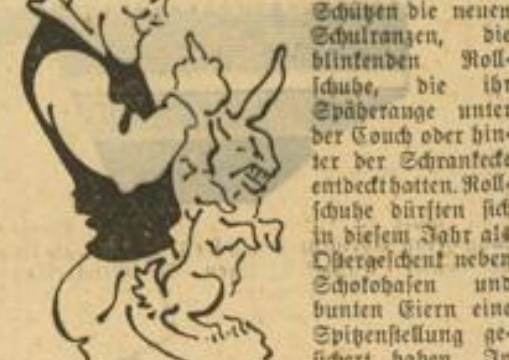 Schützen die neuen
Schulranzen, die
blinkenden Roll-
schuhe, die ihr
Späherauge unter
der Couch oder hin-
ter der Schrankecke
entdeckt hatten. Roll-
schuhe dürften sich
in diesem Jahr als
Ostergeschenk neben
Schokohasen und
bunten Eiern eine
Spitzenstellung ge-
sichert haben. In